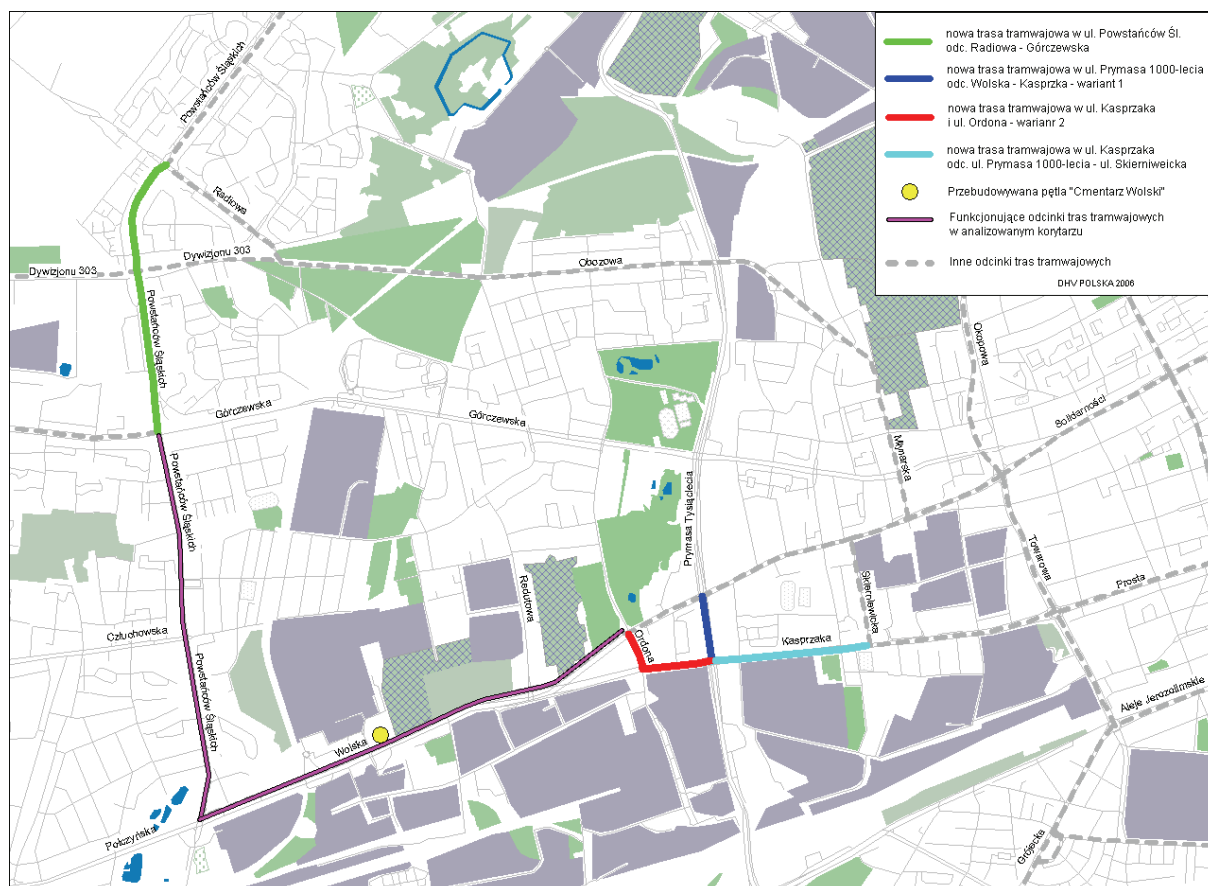 nowa trasa tramwajowa w ul. Powstańców Śl.
odc. Radiowa - Górczewska
nowa trasa tramwajowa w ul. Prymasa 1000-lecia
odc. Wolska - Kasprzka - wariant 1
nowa trasa tramwajowa w ul. Kasprzaka
i ul. Ordona - warianr 2
nowa trasa tramwajowa w ul. Kasprzaka
odc. ul. Prymasa 1000-lecia - ul. Skierniweicka
Przebudowywana pętla "Cmentarz Wolski"
Funkcjonujące odcinki tras tramwajowych
w analizowanym korytarzu
Inne odcinki tras tramwajowych
DHV POLSKA 2006
Powstańców Śląskich
Radiowa
Dywizjonu 303
Dywizjonu 303
Obozowa
Powstańców Śląskich
Okopowa
Górczewska
Górczewska
Solidarności
Młynarska
Powstańców Śląskich
Prymasa Tysiąclecia
Towarowa
Prosta
Redutowa
Skierniewicka
Człuchowska
Ordona
Kasprzaka
Powstańców Śląskich
Aleje Jerozolimskie
Wolska
Połczyńska
Grójecka